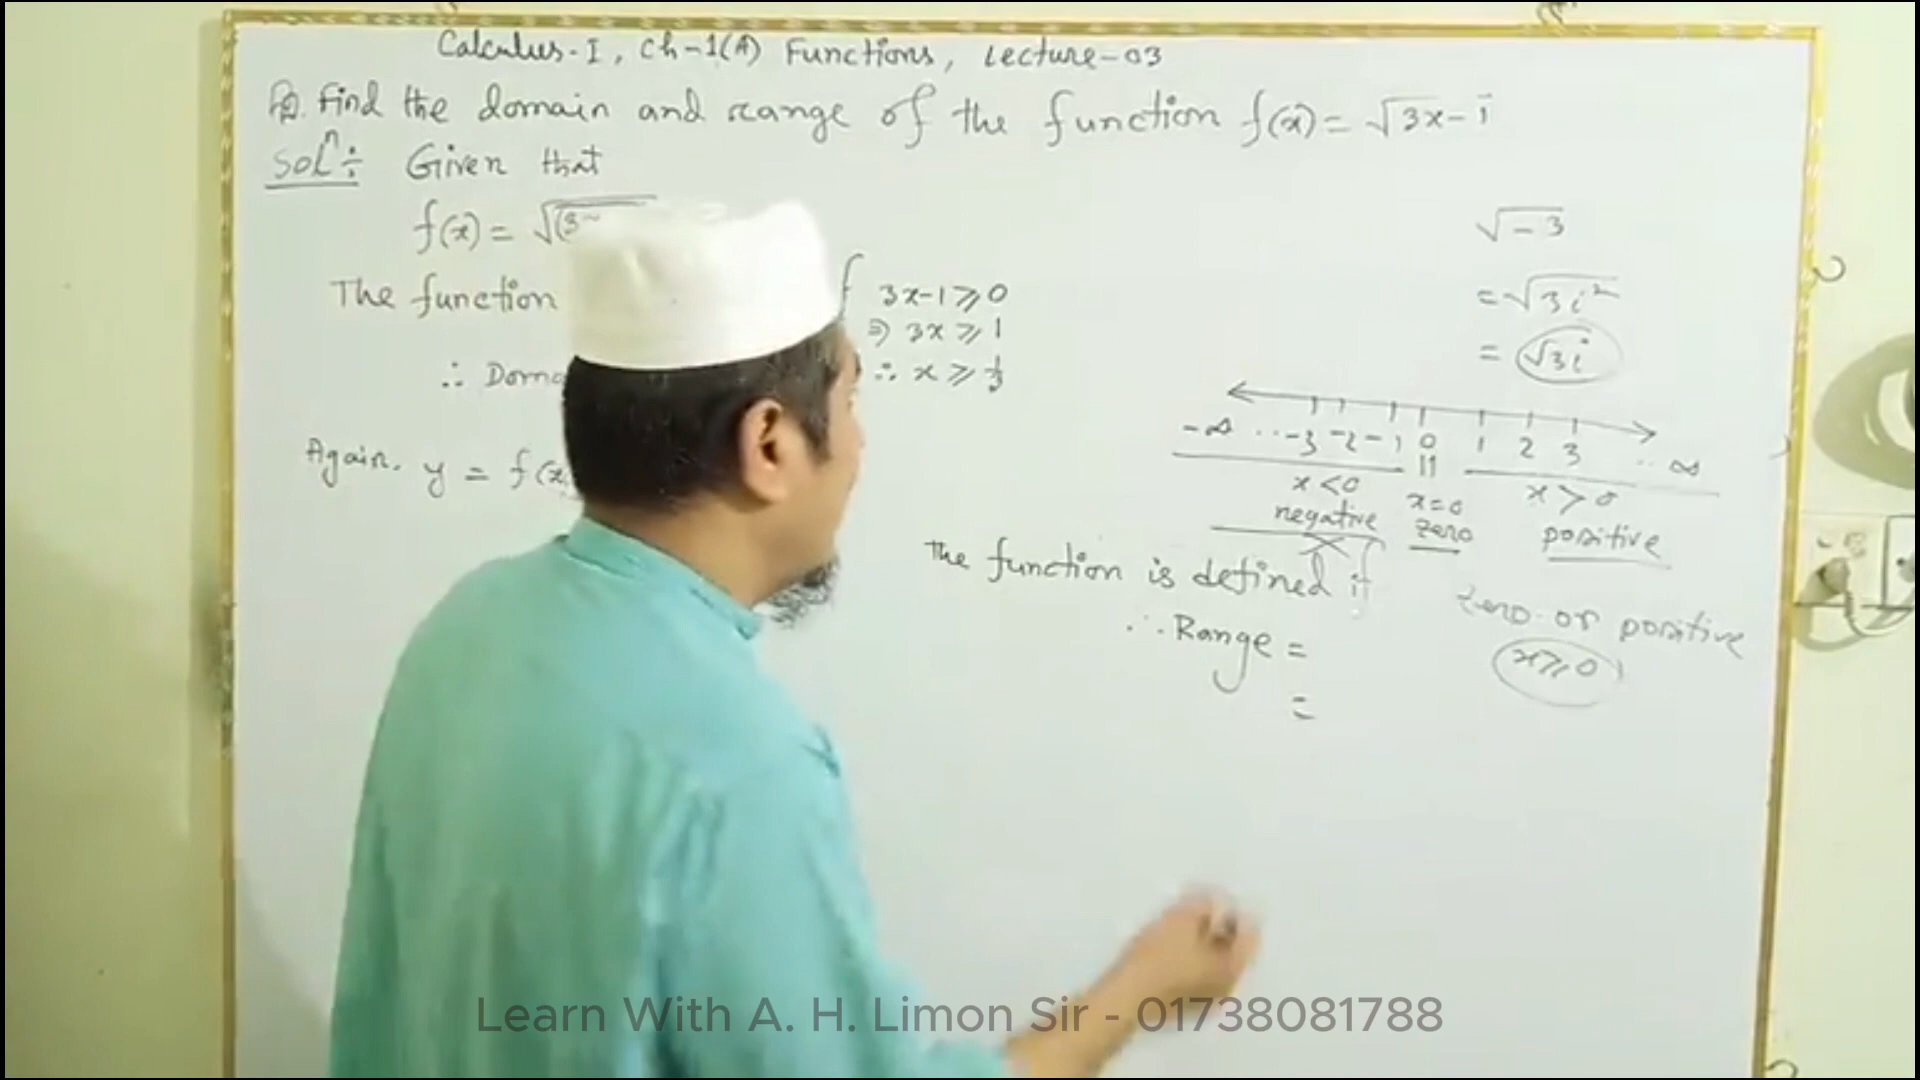 Calculus-I, Ch-1(A) Functions, Lecture-03
Find the domain and range of the function f(x) = √3x-1
Solⁿ: Given that
f(x) = √(3
The function
3x-1 ≥ 0
⇒ 3x ≥ 1
∴ x ≥ 1/3
∴ Doma
Again. y = f(x
√-3
= √3i²
= √3i
-∞ ..-3 -2 -1 0 1 2 3 .. ∞
x<0 x=0 x>0
negative zero positive
The function is defined if
zero or positive
x≥0
∴ Range =
=
Learn With A. H. Limon Sir - 01738081788